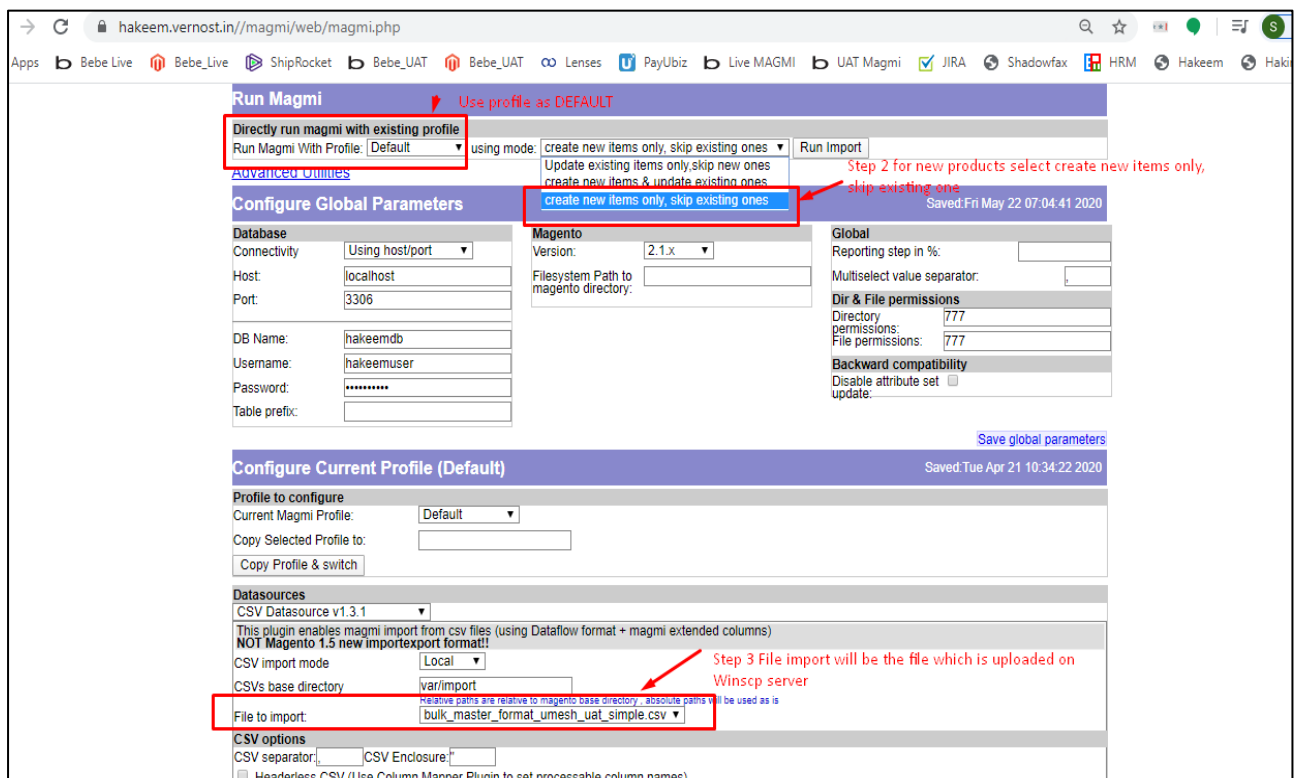 hakeem.vernost.in//magmi/web/magmi.php
S
Apps Bebe Live Bebe_Live ShipRocket Bebe_UAT Bebe_UAT Lenses PayUbiz Live MAGMI UAT Magmi JIRA Shadowfax HRM Hakeem
Run Magmi
Use profile as DEFAULT
Directly run magmi with existing profile
Run Magmi With Profile: Default using mode: create new items only, skip existing ones Run Import
Update existing items only,skip new ones
create new items & update existing ones
create new items only, skip existing ones
Step 2 for new products select create new items only,
skip existing one
Advanced Utilities
Configure Global Parameters Saved:Fri May 22 07:04:41 2020
Database
Connectivity Using host/port
Host: localhost
Port: 3306
DB Name: hakeemdb
Username: hakeemuser
Password: ••••••••••
Table prefix:
Magento
Version: 2.1.x
Filesystem Path to
magento directory:
Global
Reporting step in %:
Multiselect value separator: ,
Dir & File permissions
Directory
permissions: 777
File permissions: 777
Backward compatibility
Disable attribute set
update:
Save global parameters
Configure Current Profile (Default) Saved:Tue Apr 21 10:34:22 2020
Profile to configure
Current Magmi Profile: Default
Copy Selected Profile to:
Copy Profile & switch
Datasources
CSV Datasource v1.3.1
This plugin enables magmi import from csv files (using Dataflow format + magmi extended columns)
NOT Magento 1.5 new importexport format!!
CSV import mode Local
Step 3 File import will be the file which is uploaded on
Winscp server
CSVs base directory var/import
Relative paths are relative to magento base directory , absolute paths will be used as is
File to import: bulk_master_format_umesh_uat_simple.csv
CSV options
CSV separator: , CSV Enclosure: "
Headerless CSV (Use Column Mapper Plugin to set processable column names)